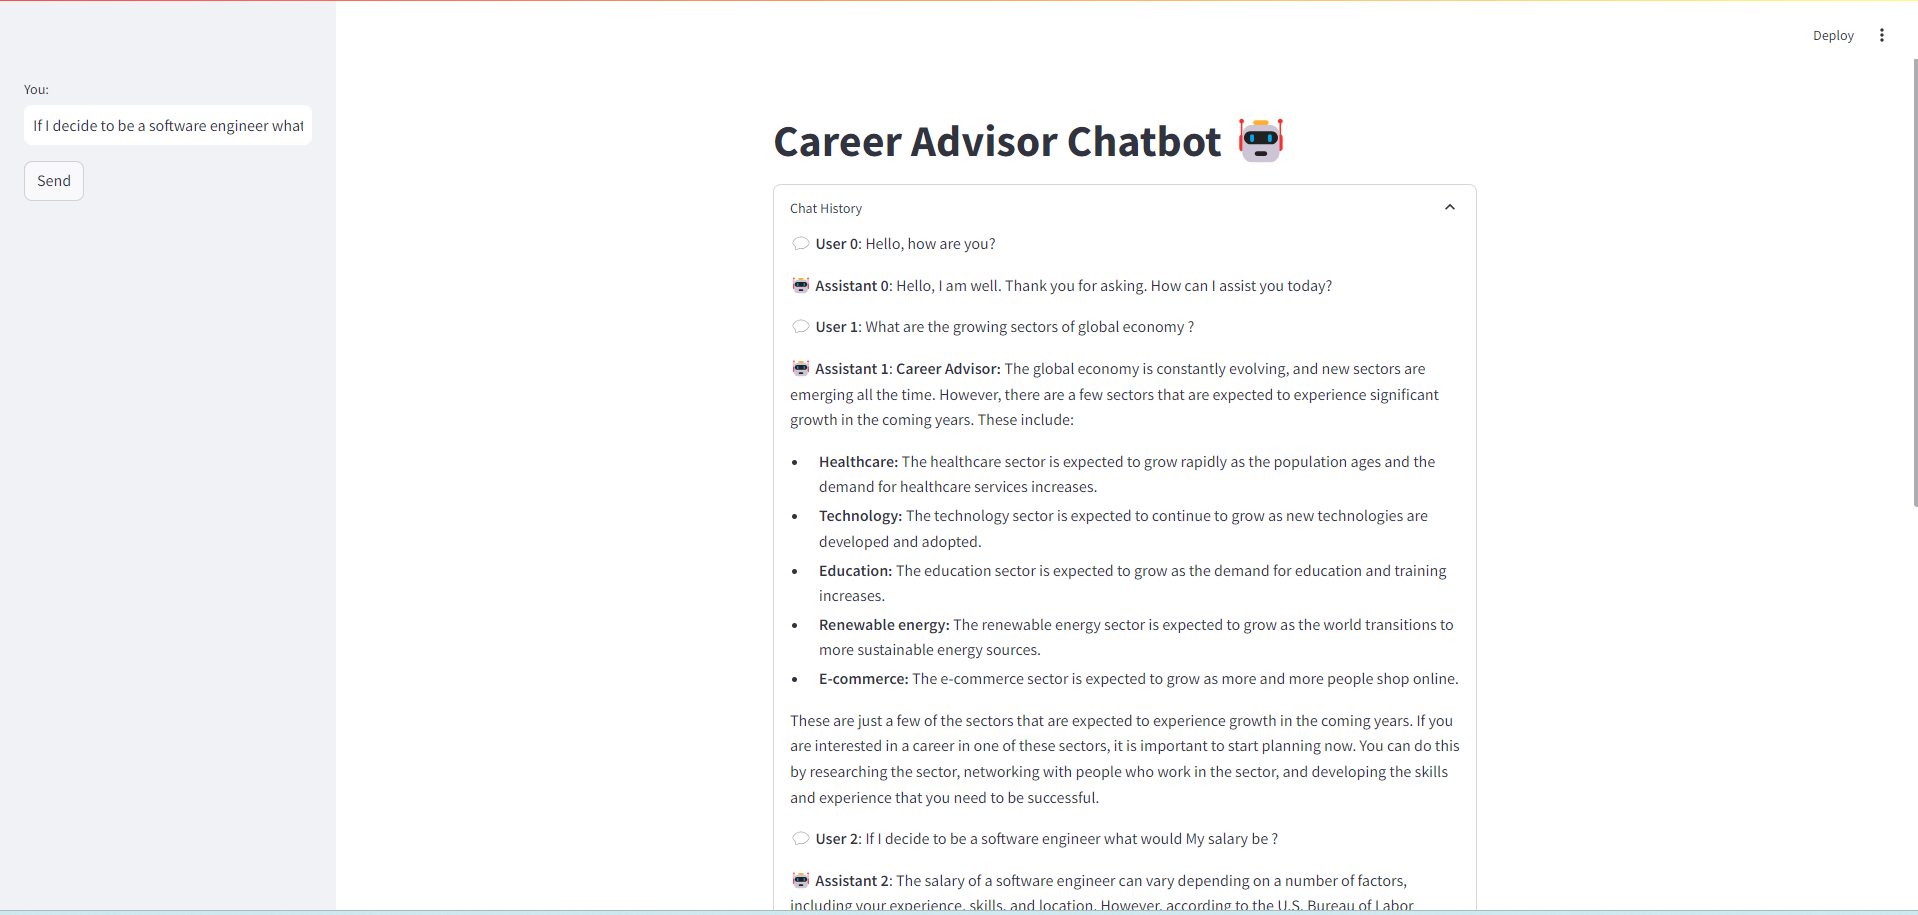 Deploy
You:
If I decide to be a software engineer what
Send
Career Advisor Chatbot
Chat History
User 0: Hello, how are you?
Assistant 0: Hello, I am well. Thank you for asking. How can I assist you today?
User 1: What are the growing sectors of global economy ?
Assistant 1: Career Advisor: The global economy is constantly evolving, and new sectors are
emerging all the time. However, there are a few sectors that are expected to experience significant
growth in the coming years. These include:
• Healthcare: The healthcare sector is expected to grow rapidly as the population ages and the
demand for healthcare services increases.
• Technology: The technology sector is expected to continue to grow as new technologies are
developed and adopted.
• Education: The education sector is expected to grow as the demand for education and training
increases.
• Renewable energy: The renewable energy sector is expected to grow as the world transitions to
more sustainable energy sources.
• E-commerce: The e-commerce sector is expected to grow as more and more people shop online.
These are just a few of the sectors that are expected to experience growth in the coming years. If you
are interested in a career in one of these sectors, it is important to start planning now. You can do this
by researching the sector, networking with people who work in the sector, and developing the skills
and experience that you need to be successful.
User 2: If I decide to be a software engineer what would My salary be ?
Assistant 2: The salary of a software engineer can vary depending on a number of factors,
including your experience, skills, and location. However, according to the U.S. Bureau of Labor